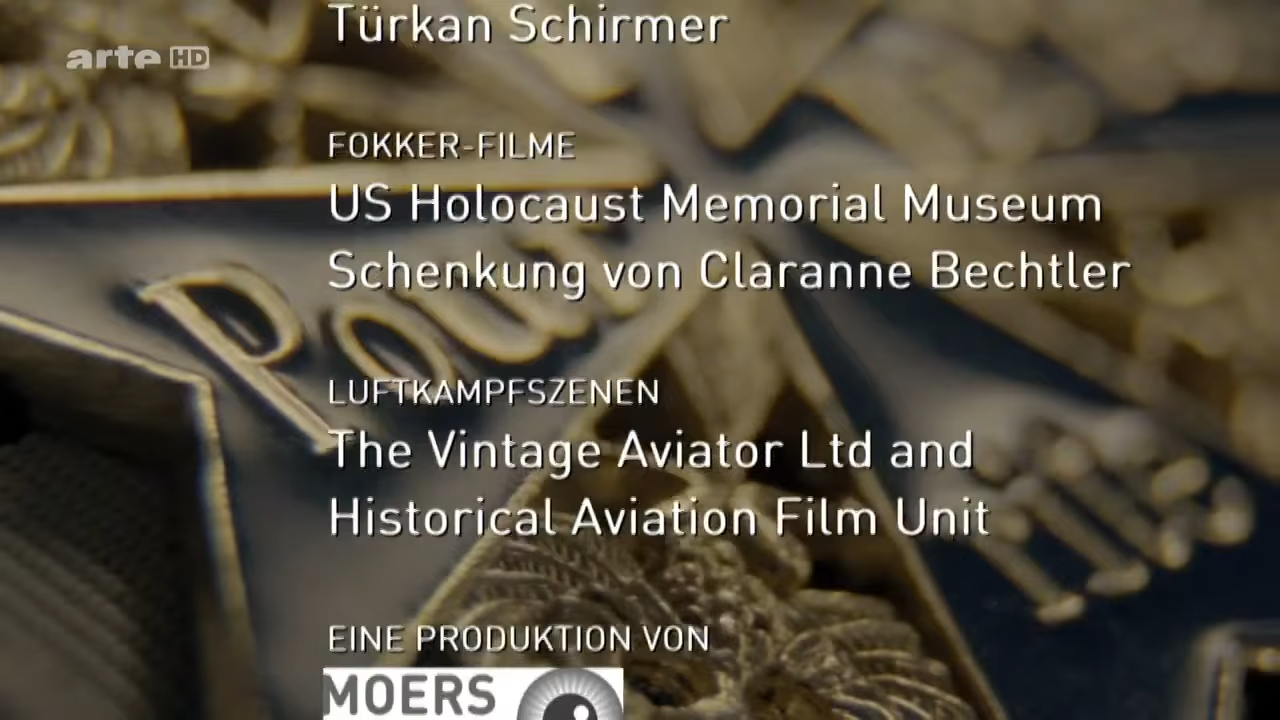 Türkan Schirmer
arte HD
FOKKER-FILME
US Holocaust Memorial Museum
Schenkung von Claranne Bechtler
Pour
LUFTKAMPFSZENEN
The Vintage Aviator Ltd and
Historical Aviation Film Unit
EINE PRODUKTION VON
MOERS